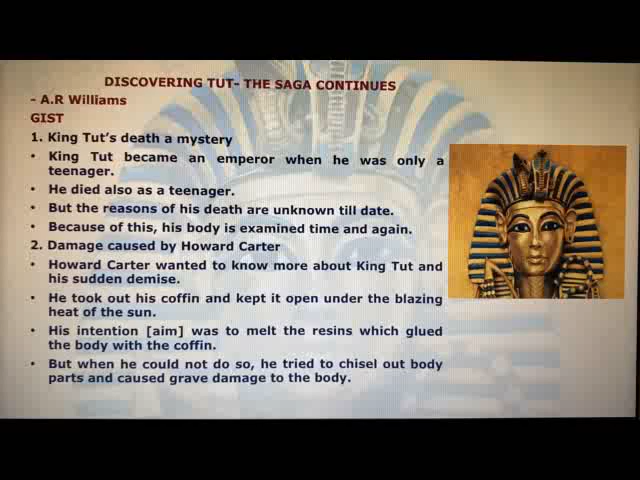 DISCOVERING TUT- THE SAGA CONTINUES
- A.R Williams
GIST
1. King Tut's death a mystery
• King Tut became an emperor when he was only a
teenager.
• He died also as a teenager.
• But the reasons of his death are unknown till date.
• Because of this, his body is examined time and again.
2. Damage caused by Howard Carter
• Howard Carter wanted to know more about King Tut and
his sudden demise.
• He took out his coffin and kept it open under the blazing
heat of the sun.
• His intention [aim] was to melt the resins which glued
the body with the coffin.
• But when he could not do so, he tried to chisel out body
parts and caused grave damage to the body.